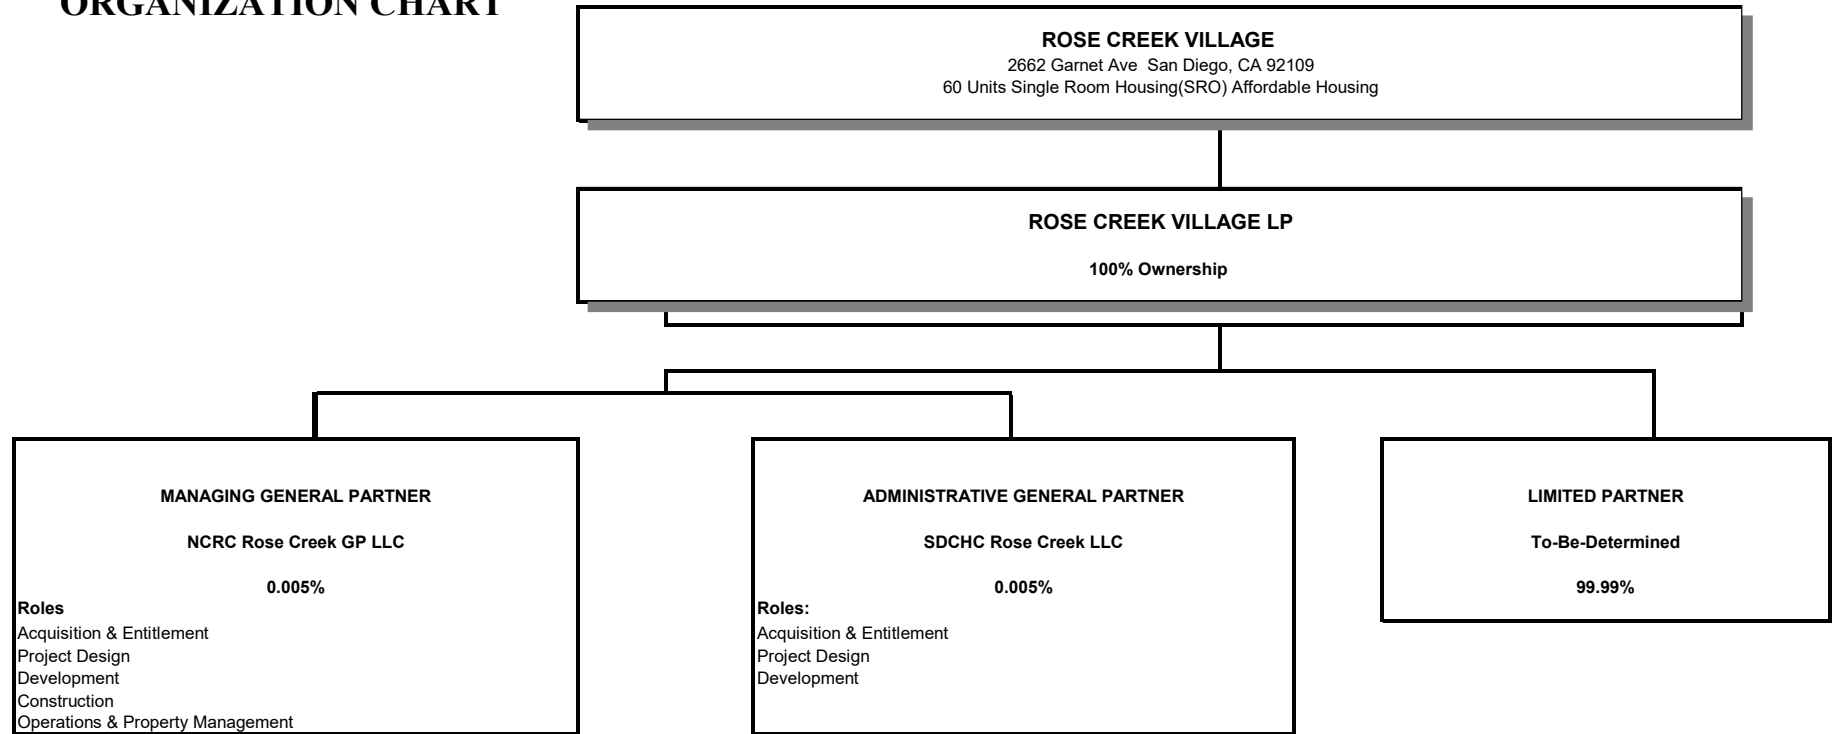 ORGANIZATION CHART
ROSE CREEK VILLAGE
2662 Garnet Ave  San Diego, CA 92109
60 Units Single Room Housing(SRO) Affordable Housing
ROSE CREEK VILLAGE LP
100% Ownership
MANAGING GENERAL PARTNER
NCRC Rose Creek GP LLC
0.005%
Roles
Acquisition & Entitlement
Project Design
Development
Construction
Operations & Property Management
ADMINISTRATIVE GENERAL PARTNER
SDCHC Rose Creek LLC
0.005%
Roles:
Acquisition & Entitlement
Project Design
Development
LIMITED PARTNER
To-Be-Determined
99.99%